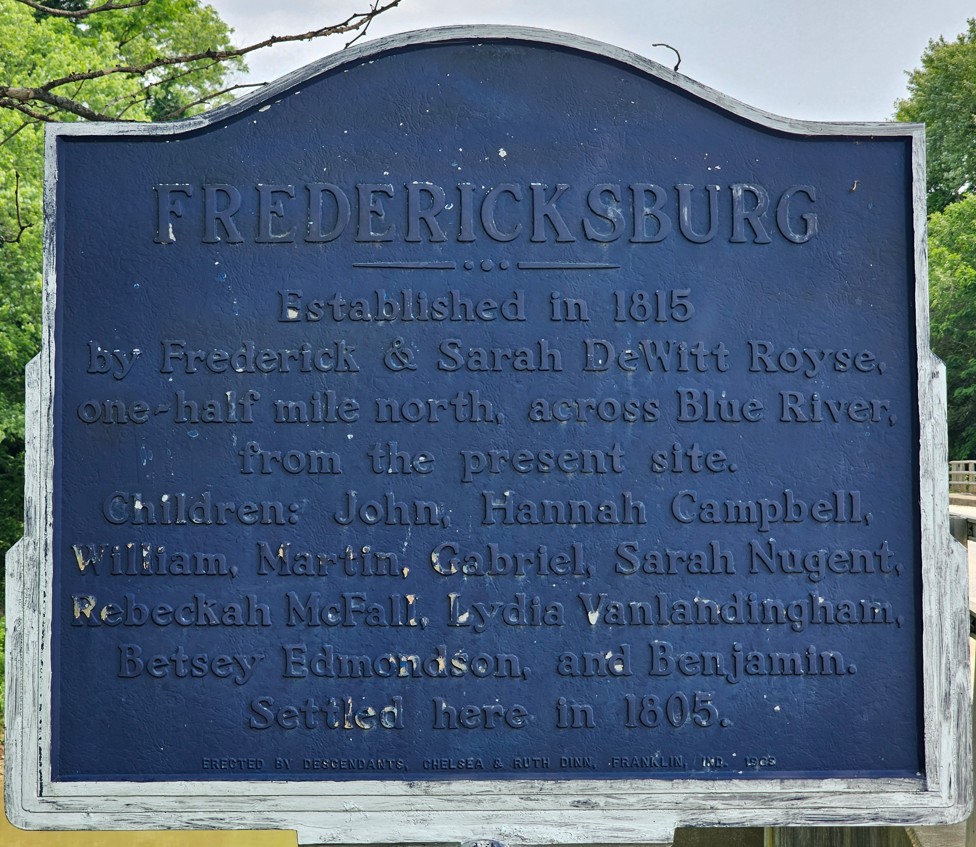 FREDERICKSBURG
Established in 1815
by Frederick & Sarah DeWitt Royse,
one-half mile north, across Blue River,
from the present site.
Children: John, Hannah Campbell,
William, Martin, Gabriel, Sarah Nugent,
Rebeckah McFall, Lydia Vanlandingham,
Betsey Edmondson, and Benjamin.
Settled here in 1805.
ERECTED BY DESCENDANTS, CHELSEA & RUTH DINN, FRANKLIN, IND.